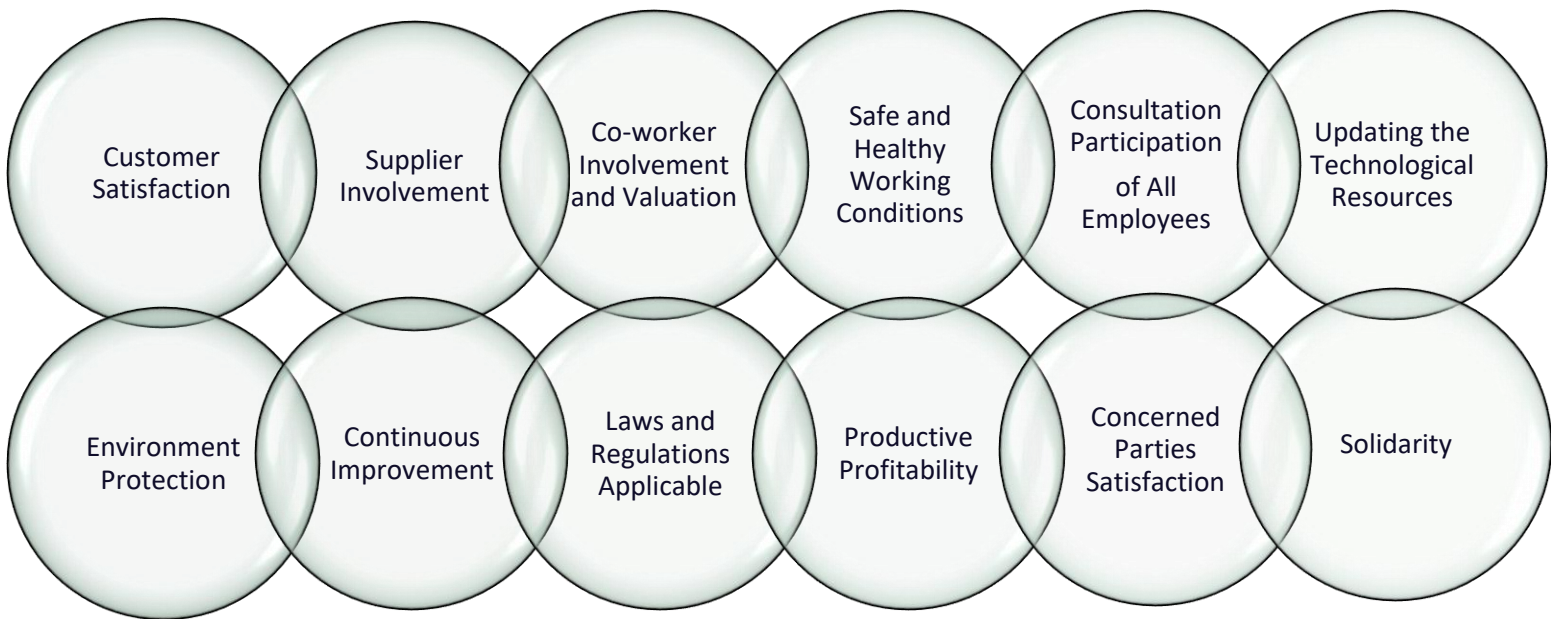 Customer
Satisfaction
Supplier
Involvement
Co-worker
Involvement
and Valuation
Safe and
Healthy
Working
Conditions
Consultation
Participation
of All
Employees
Updating the
Technological
Resources
Environment
Protection
Continuous
Improvement
Laws and
Regulations
Applicable
Productive
Profitability
Concerned
Parties
Satisfaction
Solidarity